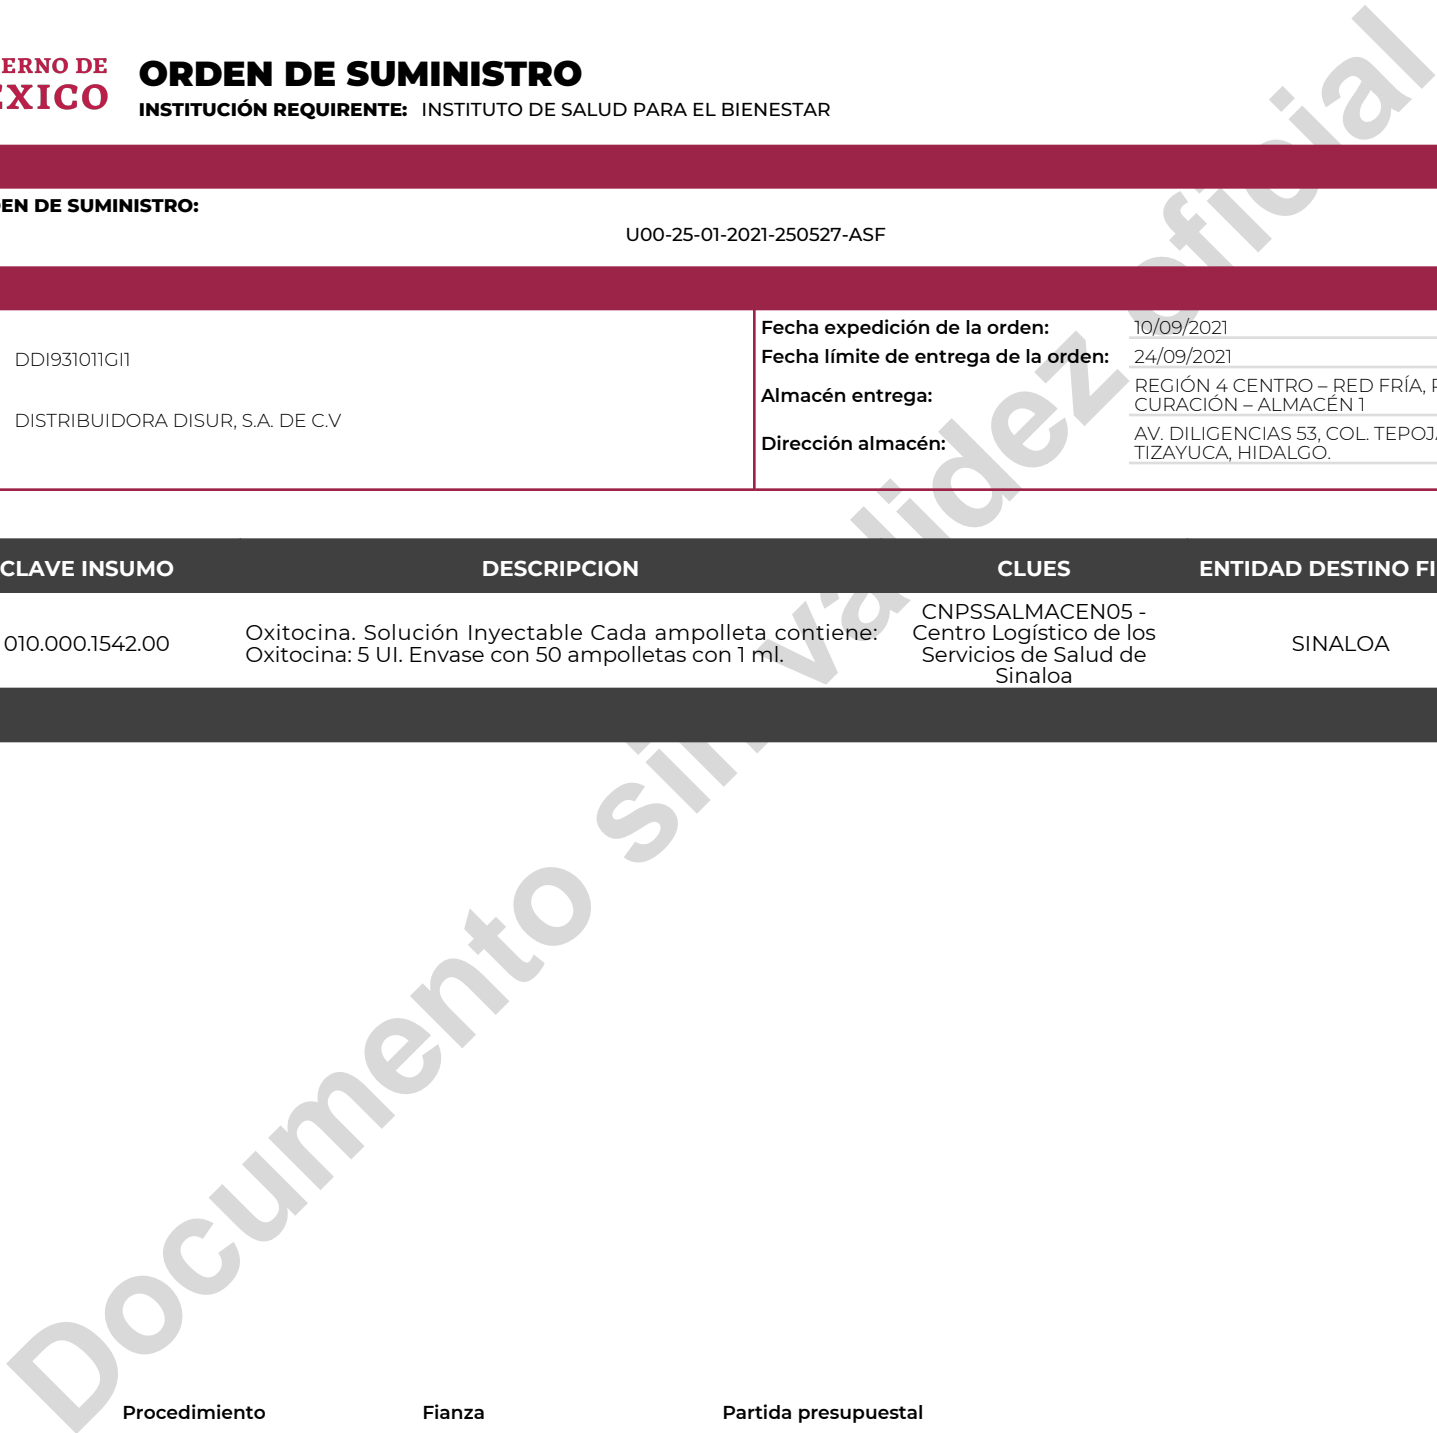 ERNO DE
ORDEN DE SUMINISTRO
XICO
INSTITUCIÓN REQUIRENTE: INSTITUTO DE SALUD PARA EL BIENESTAR
EN DE SUMINISTRO:
U00-25-01-2021-250527-ASF
DDI931011GI1
DISTRIBUIDORA DISUR, S.A. DE C.V
Fecha expedición de la orden: 10/09/2021
Fecha límite de entrega de la orden: 24/09/2021
Almacén entrega: REGIÓN 4 CENTRO – RED FRÍA,
CURACIÓN – ALMACÉN 1
Dirección almacén: AV. DILIGENCIAS 53, COL. TEPOJ
TIZAYUCA, HIDALGO.
CLAVE INSUMO DESCRIPCION CLUES ENTIDAD DESTINO FI
010.000.1542.00
Oxitocina. Solución Inyectable Cada ampolleta contiene:
Oxitocina: 5 UI. Envase con 50 ampolletas con 1 ml.
CNPSSALMACEN05 -
Centro Logístico de los
Servicios de Salud de
Sinaloa
SINALOA
Documento sin validez oficial
Procedimiento Fianza Partida presupuestal